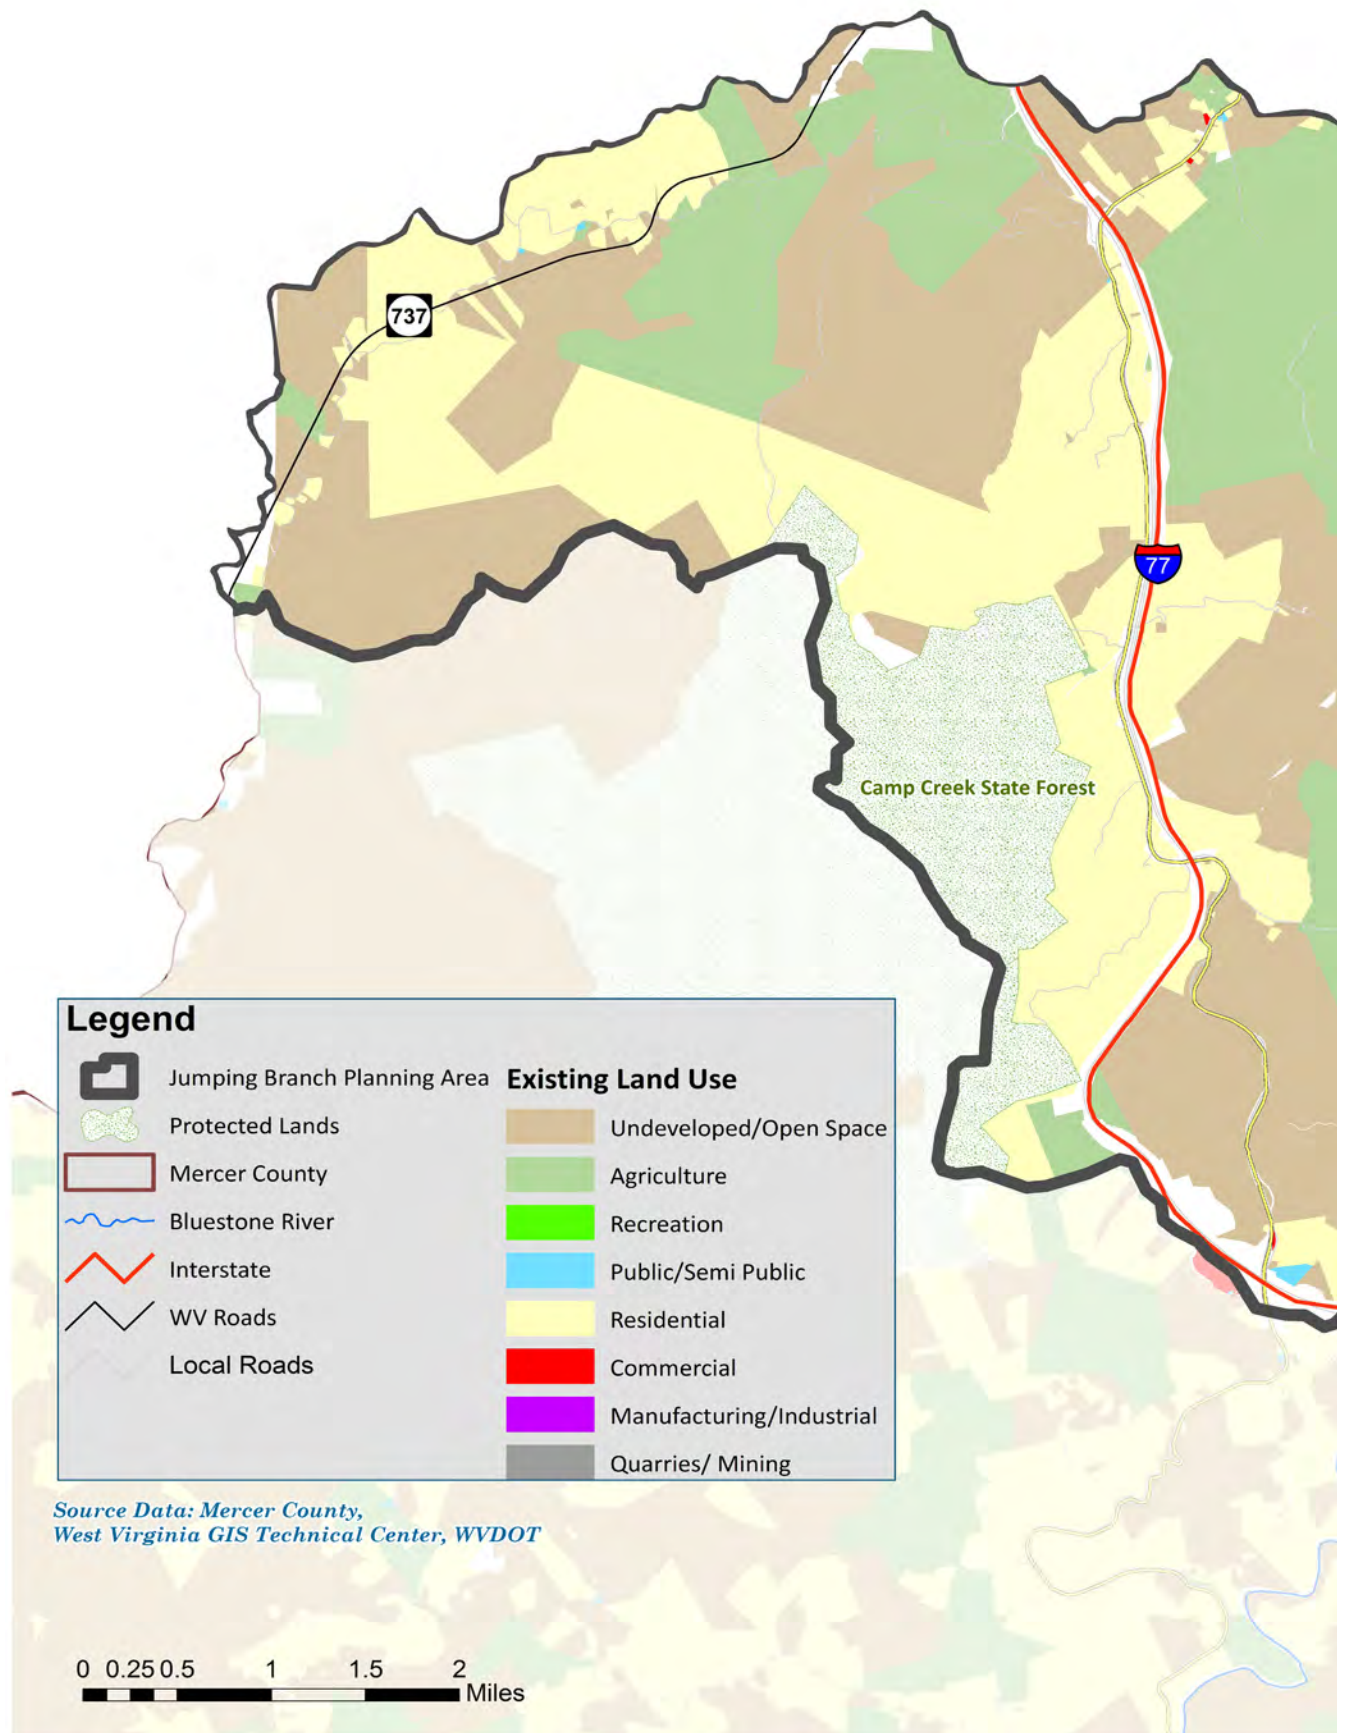 737
77
Camp Creek State Forest
Legend
Jumping Branch Planning Area
Protected Lands
Mercer County
Bluestone River
Interstate
WV Roads
Local Roads
Existing Land Use
Undeveloped/Open Space
Agriculture
Recreation
Public/Semi Public
Residential
Commercial
Manufacturing/Industrial
Quarries/ Mining
Source Data: Mercer County,
West Virginia GIS Technical Center, WVDOT
0 0.25 0.5 1 1.5 2
Miles